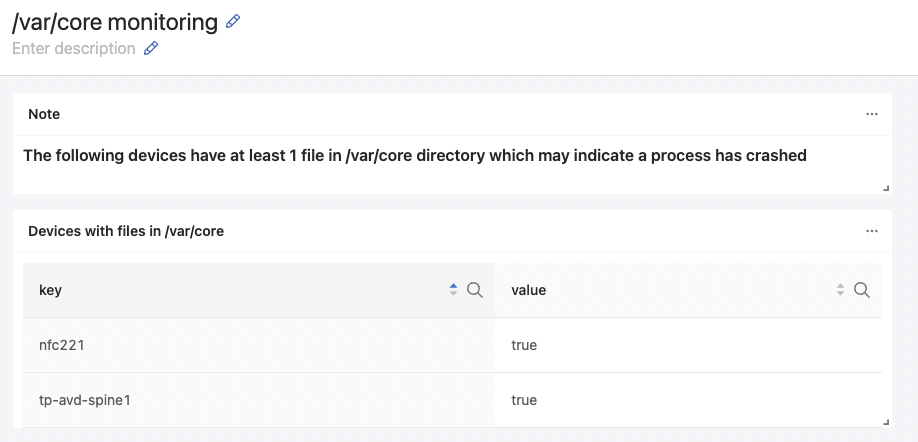 /var/core monitoring
Enter description
Note
The following devices have at least 1 file in /var/core directory which may indicate a process has crashed
Devices with files in /var/core
key value
nfc221 true
tp-avd-spine1 true